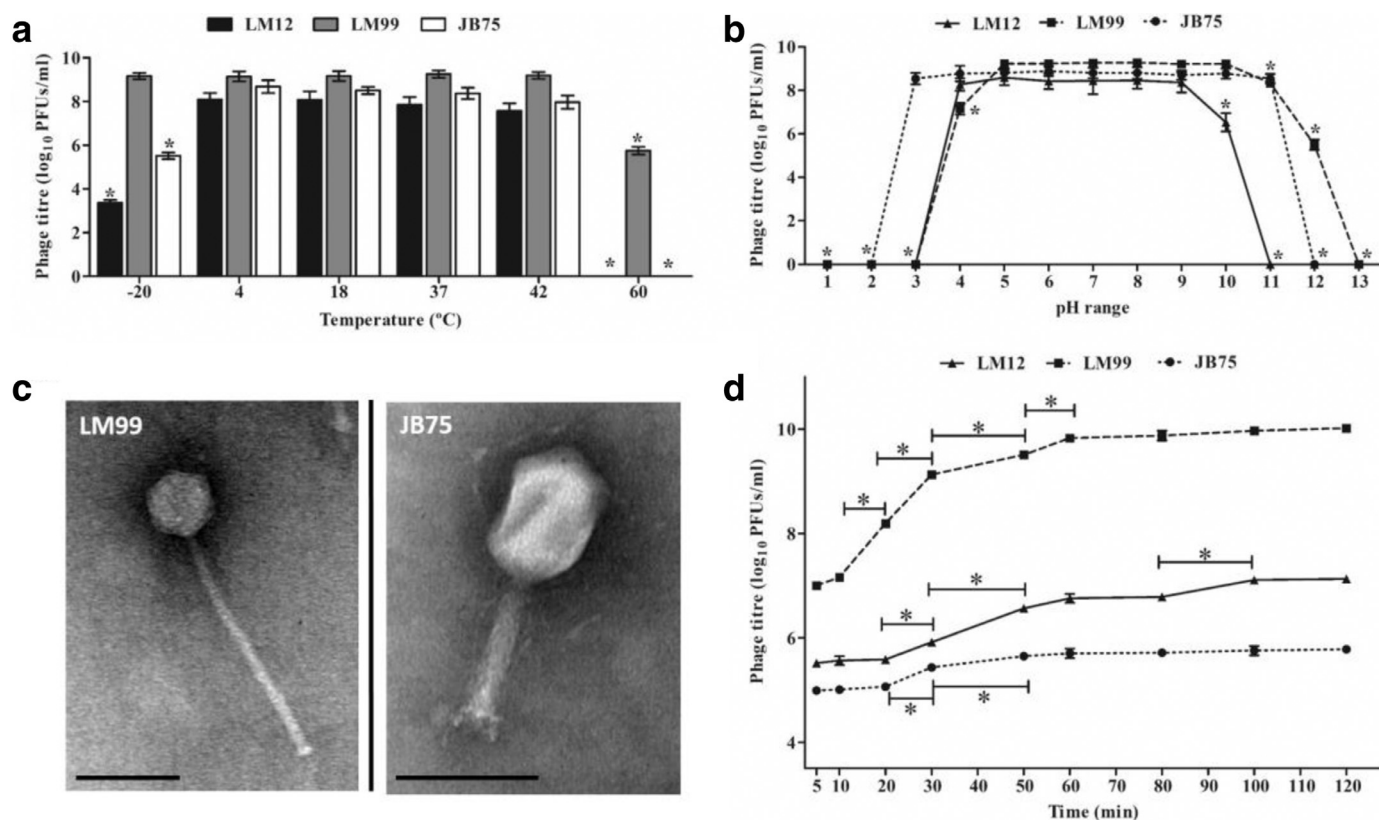 a
LM12 LM99 JB75
Phage titre (log10 PFUs/ml)
10
8
6
4
2
0
* * * * *
-20 4 18 37 42 60
Temperature (ºC)
b
LM12 LM99 JB75
Phage titre (log10 PFUs/ml)
10
8
6
4
2
0
* * * * * * * * * *
1 2 3 4 5 6 7 8 9 10 11 12 13
pH range
c
LM99
JB75
d
LM12 LM99 JB75
Phage titre (log10 PFUs/ml)
10
8
6
4
* * * * * * * * *
5 10 20 30 40 50 60 70 80 90 100 110 120
Time (min)